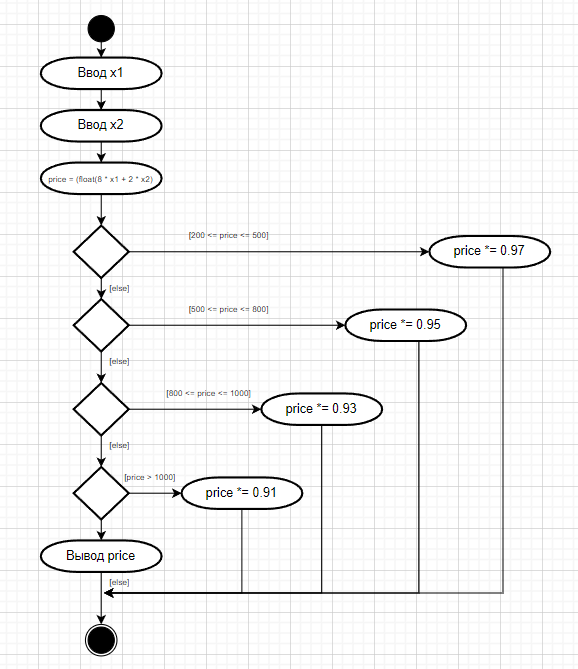 Ввод x1
Ввод x2
price = (float(8 * x1 + 2 * x2)
[200 <= price <= 500]
price *= 0.97
[else]
[500 <= price <= 800]
price *= 0.95
[else]
[800 <= price <= 1000]
price *= 0.93
[else]
[price > 1000]
price *= 0.91
Вывод price
[else]